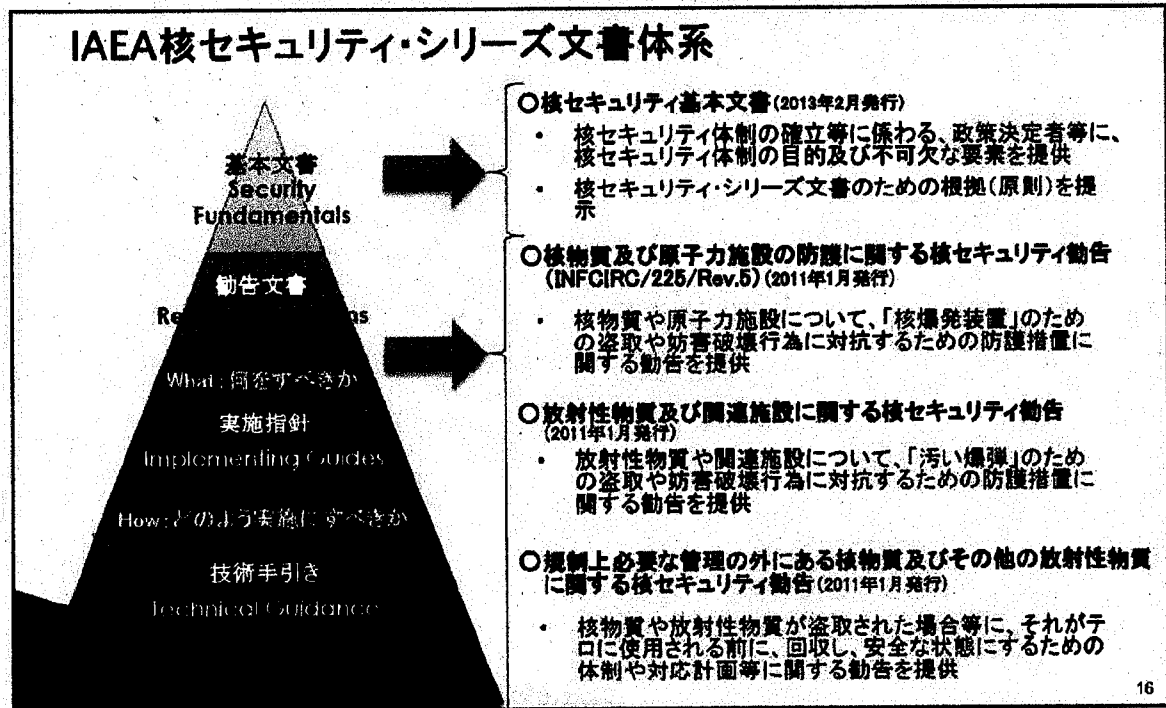 IAEA核セキュリティ・シリーズ文書体系
基本文書
Security
Fundamentals
勧告文書
What:何をすべきか
実施指針
Implementing Guides
How:どのよう実施にすべきか
技術手引き
Technical Guidance
〇核セキュリティ基本文書(2013年2月発行)
・ 核セキュリティ体制の確立等に係わる、政策決定者等に、
核セキュリティ体制の目的及び不可欠な要素を提供
・ 核セキュリティ・シリーズ文書のための根拠(原則)を提
示
〇核物質及び原子力施設の防護に関する核セキュリティ勧告
(INFCIRC/225/Rev.5)(2011年1月発行)
・ 核物質や原子力施設について、「核爆発装置」のため
の盗取や妨害破壊行為に対抗するための防護措置に
関する勧告を提供
〇放射性物質及び関連施設に関する核セキュリティ勧告
(2011年1月発行)
・ 放射性物質や関連施設について、「汚い爆弾」のため
の盗取や妨害破壊行為に対抗するための防護措置に
関する勧告を提供
〇規制上必要な管理の外にある核物質及びその他の放射性物質
に関する核セキュリティ勧告(2011年1月発行)
・ 核物質や放射性物質が盗取された場合等に、それがテ
ロに使用される前に、回収し、安全な状態にするための
体制や対応計画等に関する勧告を提供
16